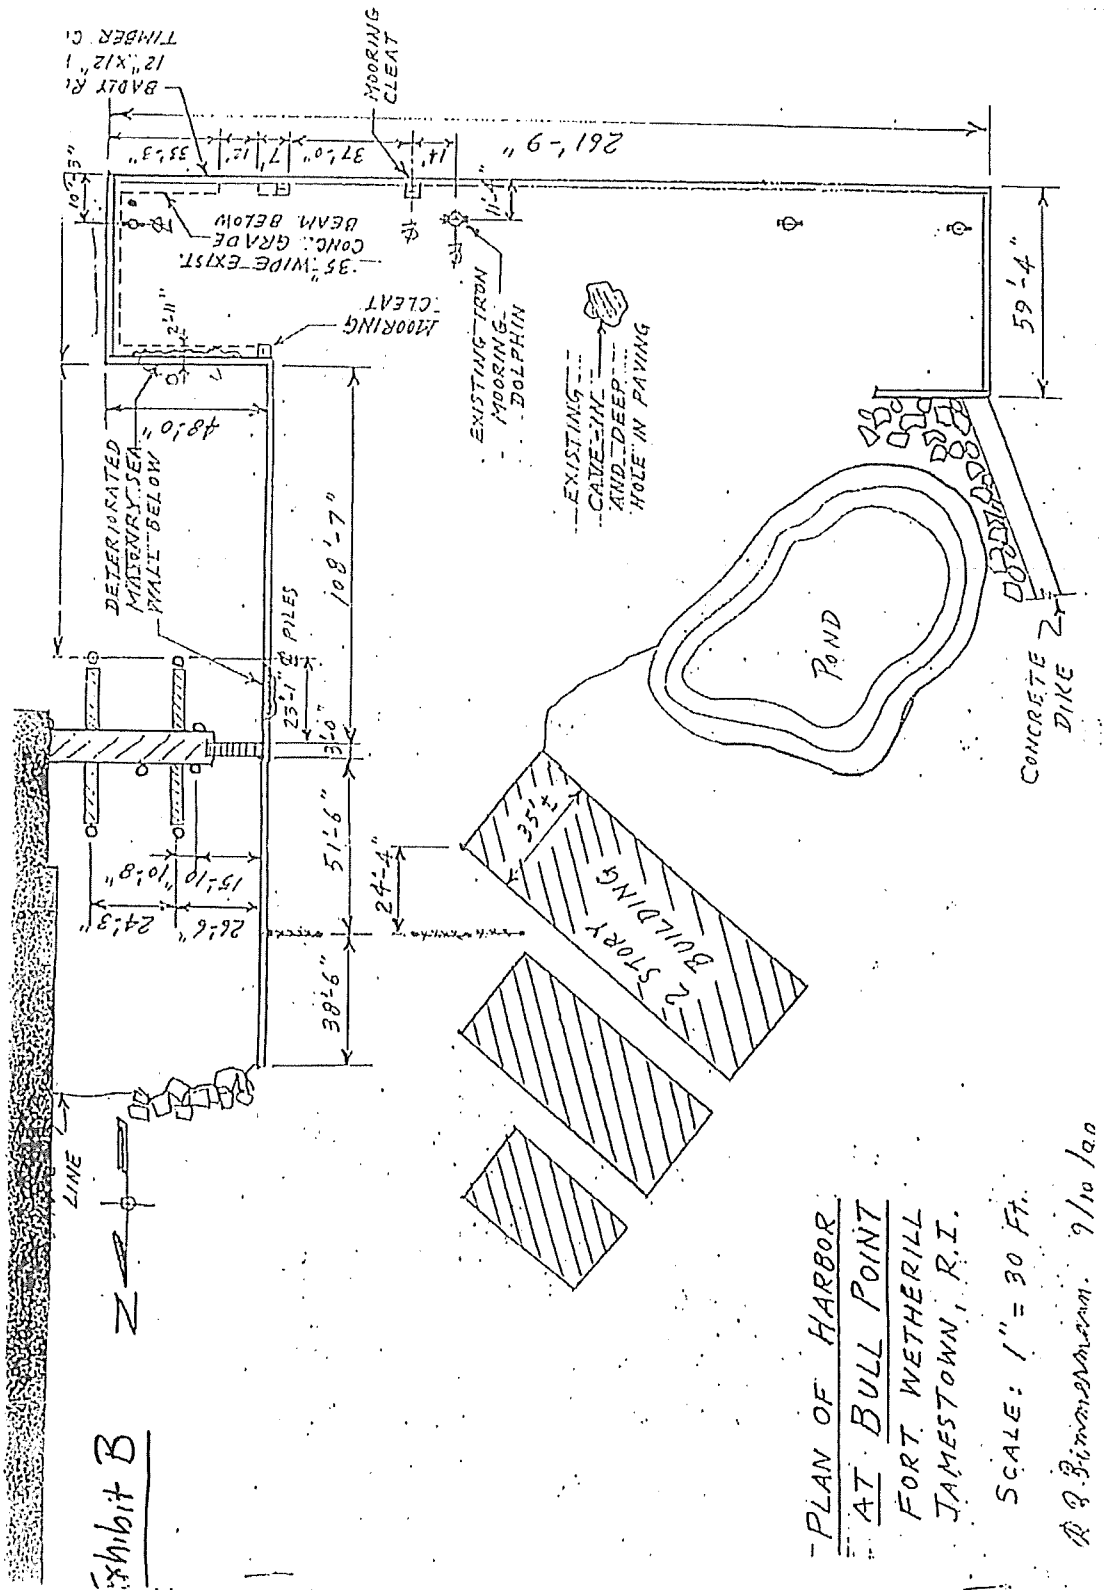 Exhibit B
PLAN OF HARBOR
AT BULL POINT
FORT WETHERILL
JAMESTOWN, R.I.
SCALE: 1" = 30 Ft.
9/10
N
LINE
38'-6"
51'-6"
3'-0"
108'-7"
24'-4"
26'-6"
24'-3"
15'-10"
10'-8"
23'-1"
PILES
DETERIORATED
MASONRY SEA
WALL BELOW
48'-0"
2'-11"
MOORING
CLEAT
35" WIDE EXIST.
CONC. GRADE
BEAM BELOW
10'-3"
BADLY
12"x12"
TIMBER
35'-3"
12'
7'
37'-0"
14'
261'-9"
MOORING
CLEAT
11'-4"
EXISTING IRON
MOORING
DOLPHIN
EXISTING
CAVE-IN
AND DEEP
HOLE IN PAVING
59'-4"
CONCRETE
DIKE
POND
35'±
2 STORY
BUILDING